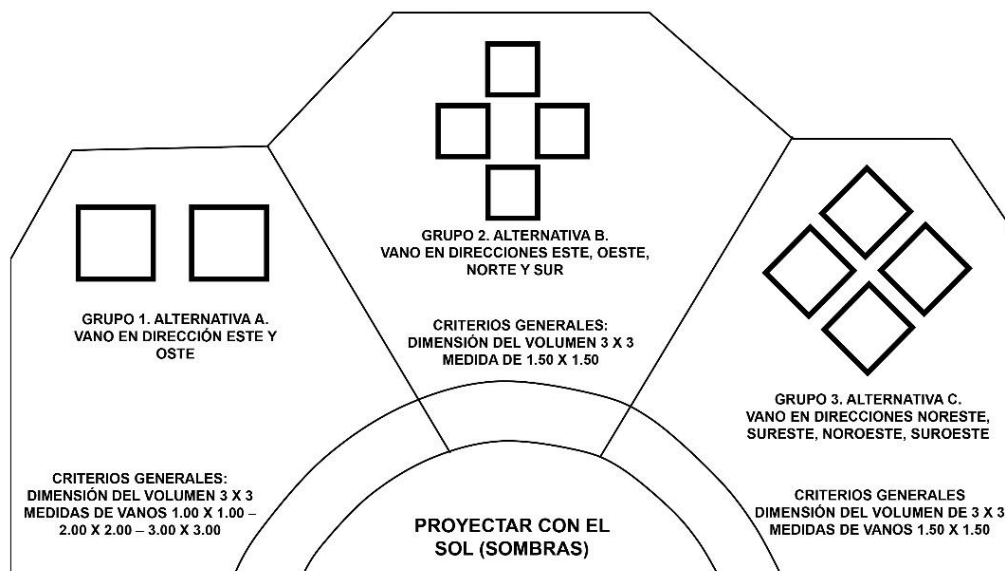 GRUPO 1. ALTERNATIVA A.
VANO EN DIRECCIÓN ESTE Y
OSTE
CRITERIOS GENERALES:
DIMENSIÓN DEL VOLUMEN 3 X 3
MEDIDAS DE VANOS 1.00 X 1.00 –
2.00 X 2.00 – 3.00 X 3.00
GRUPO 2. ALTERNATIVA B.
VANO EN DIRECCIONES ESTE, OESTE,
NORTE Y SUR
CRITERIOS GENERALES:
DIMENSIÓN DEL VOLUMEN 3 X 3
MEDIDA DE 1.50 X 1.50
GRUPO 3. ALTERNATIVA C.
VANO EN DIRECCIONES NORESTE,
SURESTE, NOROESTE, SUROESTE
CRITERIOS GENERALES
DIMENSIÓN DEL VOLUMEN DE 3 X 3
MEDIDAS DE VANOS 1.50 X 1.50
PROYECTAR CON EL
SOL (SOMBRAS)